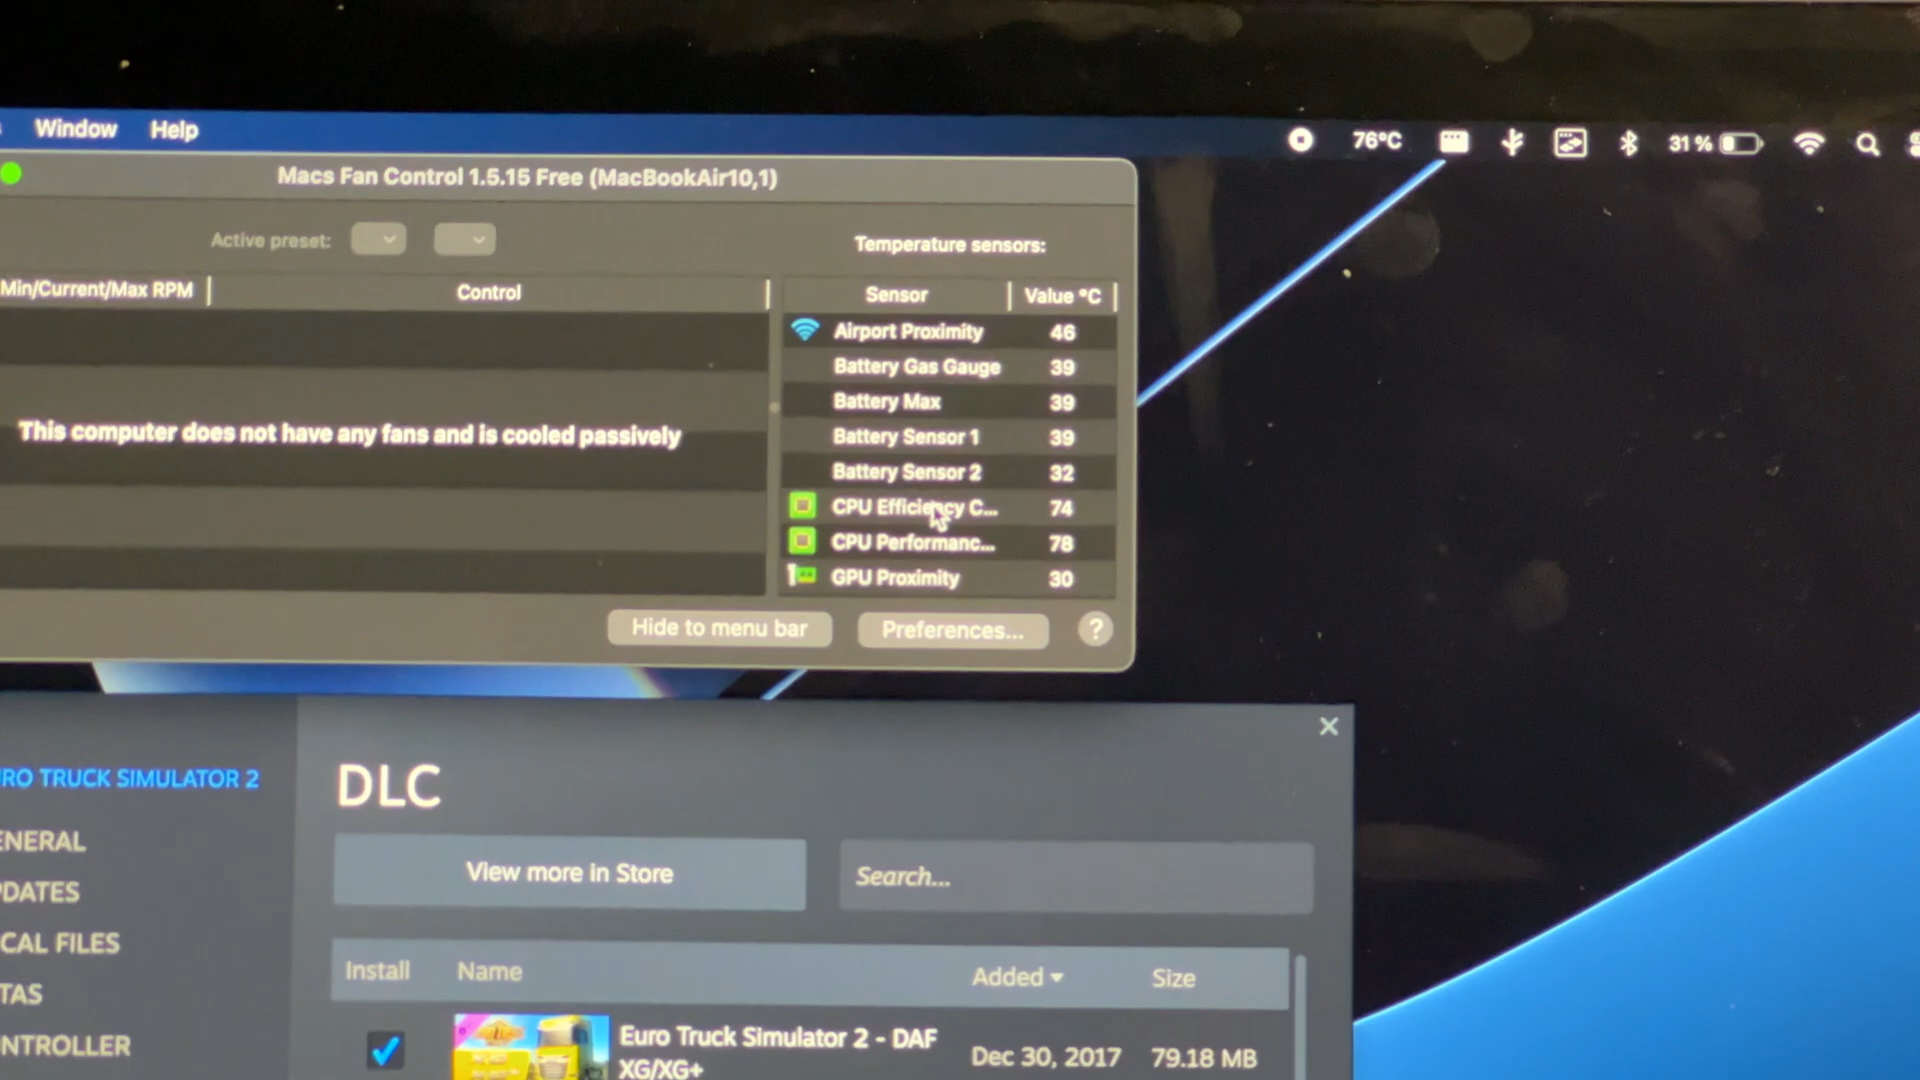 Window Help
76°C
31 %
Macs Fan Control 1.5.15 Free (MacBookAir10,1)
Active preset:
Temperature sensors:
Min/Current/Max RPM
Control
Sensor
Value °C
Airport Proximity 46
Battery Gas Gauge 39
Battery Max 39
Battery Sensor 1 39
Battery Sensor 2 32
CPU Efficiency C... 74
CPU Performanc... 78
GPU Proximity 30
This computer does not have any fans and is cooled passively
Hide to menu bar
Preferences...
?
RO TRUCK SIMULATOR 2
ENERAL
PDATES
CAL FILES
TAS
NTROLLER
DLC
View more in Store
Search...
Install Name Added Size
Euro Truck Simulator 2 - DAF
XG/XG+
Dec 30, 2017 79.18 MB